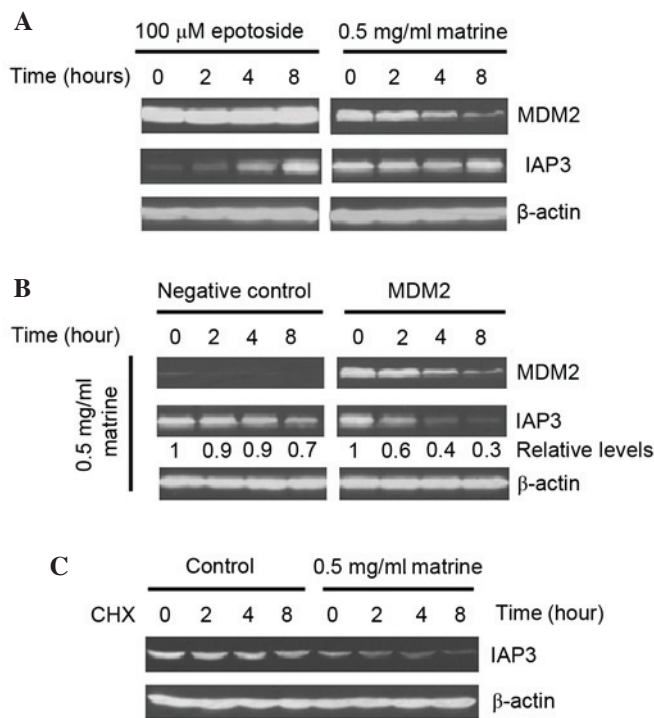 A
100 μM epotoside 0.5 mg/ml matrine
Time (hours) 0 2 4 8 0 2 4 8
MDM2
IAP3
β-actin
B
Negative control MDM2
Time (hour) 0 2 4 8 0 2 4 8
0.5 mg/ml
matrine
MDM2
IAP3
1 0.9 0.9 0.7 1 0.6 0.4 0.3 Relative levels
β-actin
C
Control 0.5 mg/ml matrine
CHX 0 2 4 8 0 2 4 8 Time (hour)
IAP3
β-actin